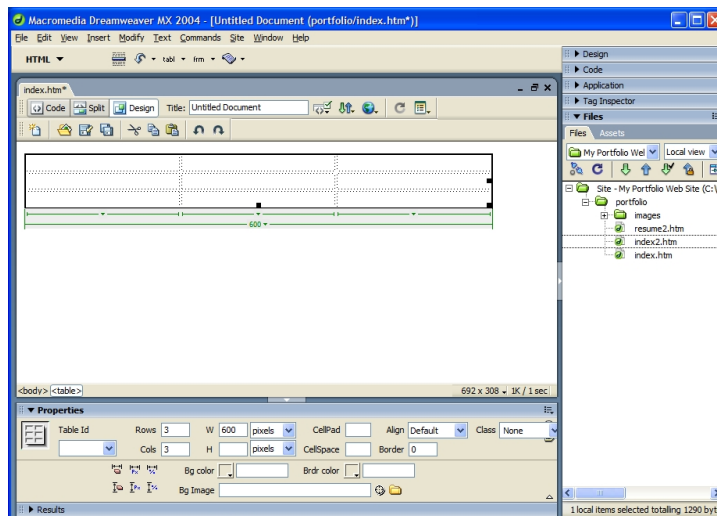 Macromedia Dreamweaver MX 2004 - [Untitled Document (portfolio/index.htm*)]
File Edit View Insert Modify Text Commands Site Window Help
HTML tabl frm
index.htm*
Code Split Design Title: Untitled Document
600
<body> <table> 692 x 308 1K / 1 sec
Properties
Table Id Rows 3 W 600 pixels CellPad Align Default Class None
Cols 3 H pixels CellSpace Border 0
Bg color Brdr color
Bg Image
Results
Design
Code
Application
Tag Inspector
Files
Files Assets
My Portfolio Wel Local view
Site - My Portfolio Web Site (C:\
portfolio
images
resume2.htm
index2.htm
index.htm
1 local items selected totalling 1290 byt